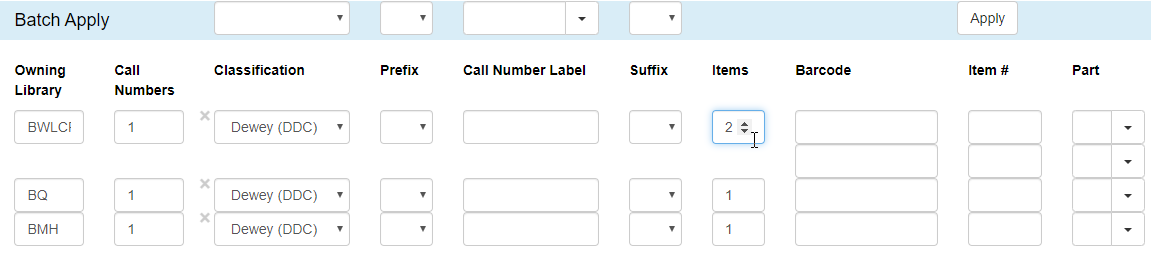 Batch Apply Apply
Owning Library Call Numbers Classification Prefix Call Number Label Suffix Items Barcode Item # Part
1 Dewey (DDC) 2
BQ 1 Dewey (DDC) 1
BMH 1 Dewey (DDC) 1